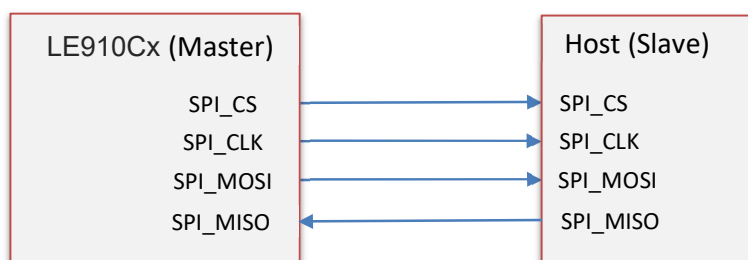 LE910Cx (Master)
SPI_CS
SPI_CLK
SPI_MOSI
SPI_MISO
Host (Slave)
SPI_CS
SPI_CLK
SPI_MOSI
SPI_MISO